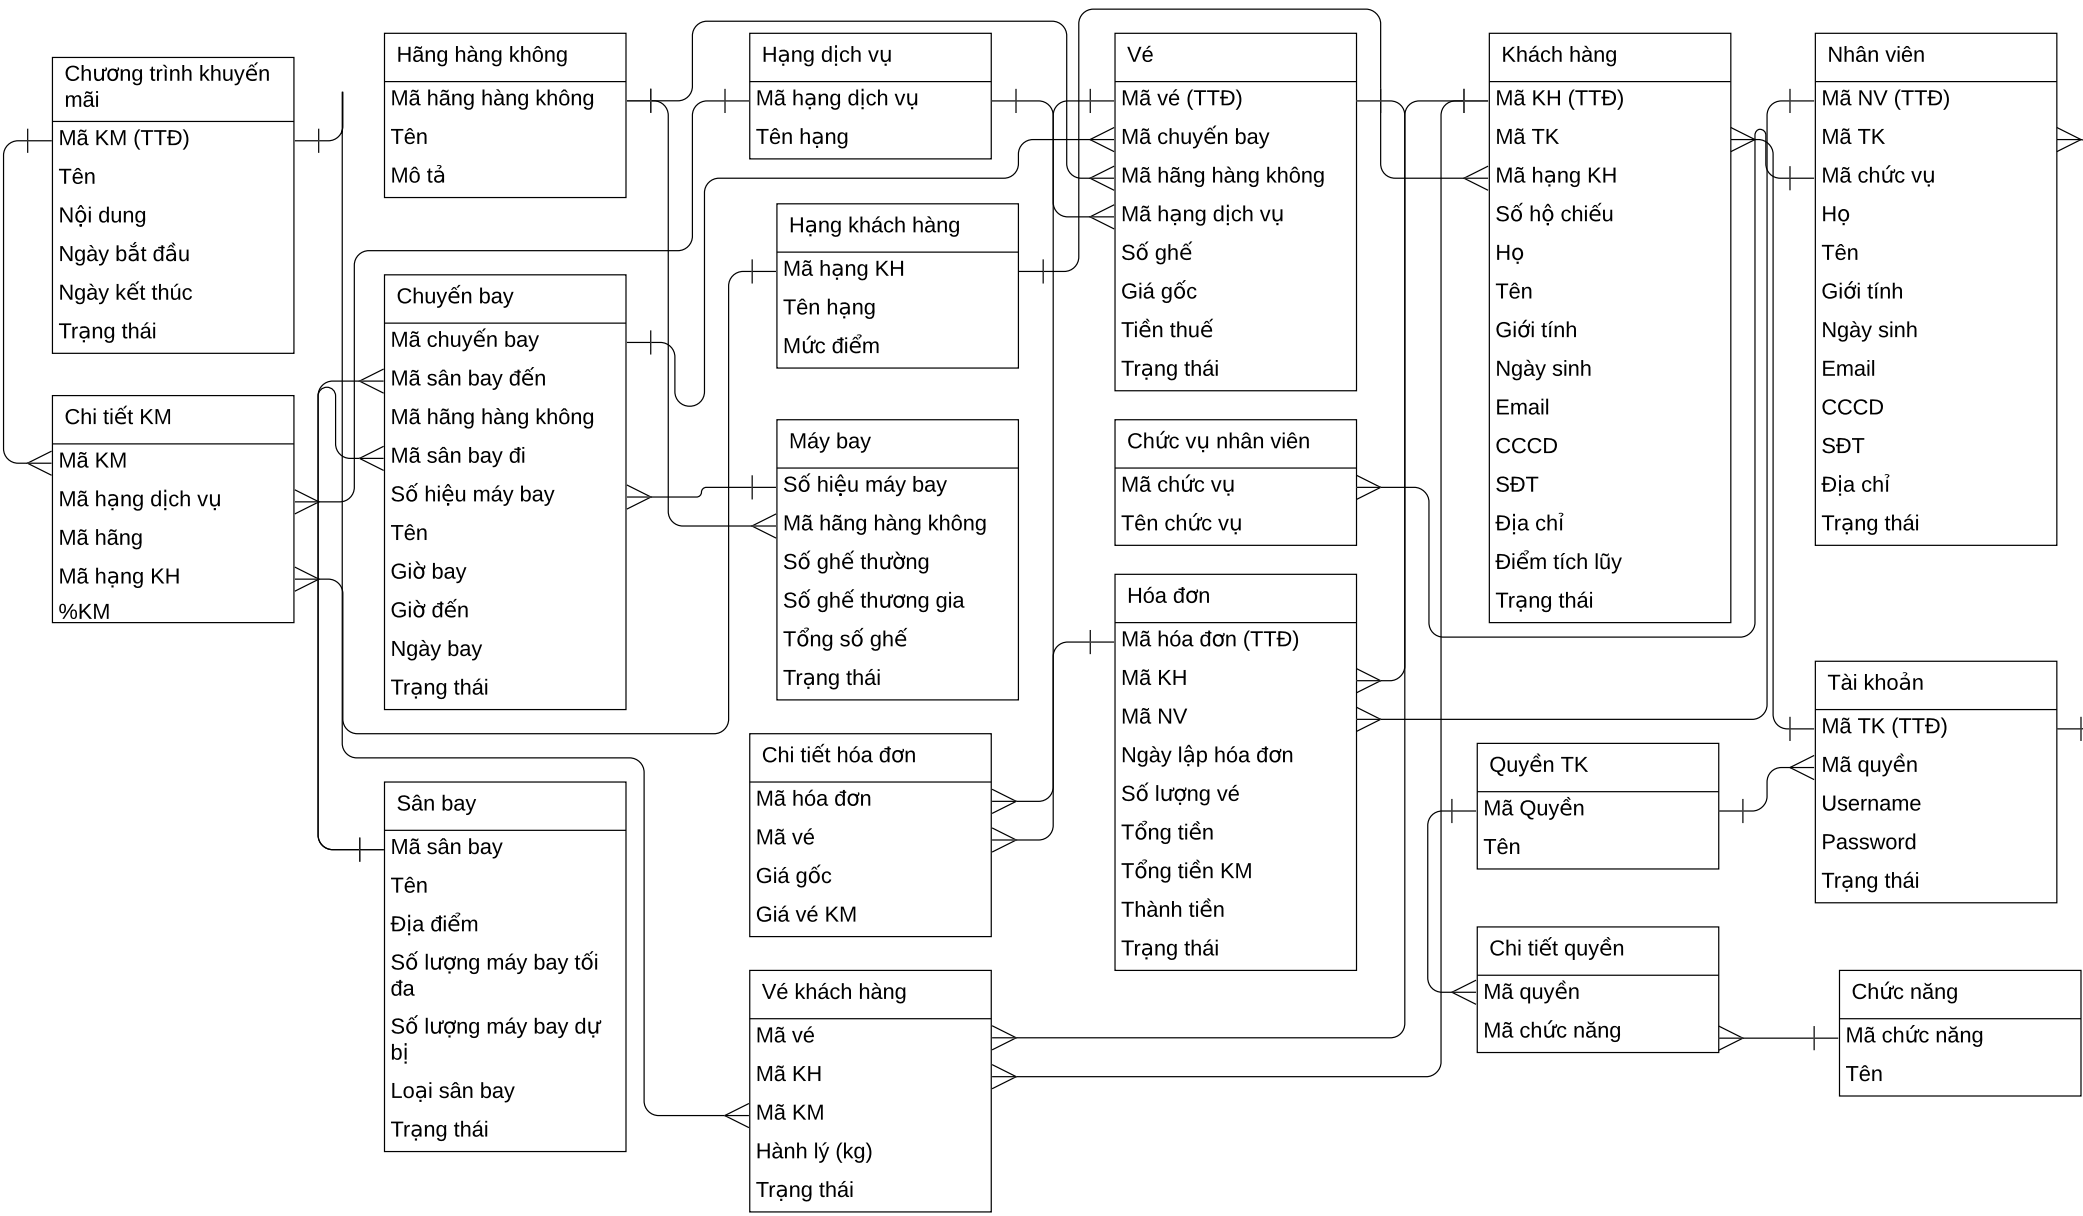 Chương trình khuyến
mãi
Mã KM (TTĐ)
Tên
Nội dung
Ngày bắt đầu
Ngày kết thúc
Trạng thái
Chi tiết KM
Mã KM
Mã hạng dịch vụ
Mã hãng
Mã hạng KH
%KM
Hãng hàng không
Mã hãng hàng không
Tên
Mô tả
Chuyến bay
Mã chuyến bay
Mã sân bay đến
Mã hãng hàng không
Mã sân bay đi
Số hiệu máy bay
Tên
Giờ bay
Giờ đến
Ngày bay
Trạng thái
Sân bay
Mã sân bay
Tên
Địa điểm
Số lượng máy bay tối
đa
Số lượng máy bay dự
bị
Loại sân bay
Trạng thái
Hạng dịch vụ
Mã hạng dịch vụ
Tên hạng
Hạng khách hàng
Mã hạng KH
Tên hạng
Mức điểm
Máy bay
Số hiệu máy bay
Mã hãng hàng không
Số ghế thường
Số ghế thương gia
Tổng số ghế
Trạng thái
Chi tiết hóa đơn
Mã hóa đơn
Mã vé
Giá gốc
Giá vé KM
Vé khách hàng
Mã vé
Mã KH
Mã KM
Hành lý (kg)
Trạng thái
Vé
Mã vé (TTĐ)
Mã chuyến bay
Mã hãng hàng không
Mã hạng dịch vụ
Số ghế
Giá gốc
Tiền thuế
Trạng thái
Chức vụ nhân viên
Mã chức vụ
Tên chức vụ
Hóa đơn
Mã hóa đơn (TTĐ)
Mã KH
Mã NV
Ngày lập hóa đơn
Số lượng vé
Tổng tiền
Tổng tiền KM
Thành tiền
Trạng thái
Khách hàng
Mã KH (TTĐ)
Mã TK
Mã hạng KH
Số hộ chiếu
Họ
Tên
Giới tính
Ngày sinh
Email
CCCD
SĐT
Địa chỉ
Điểm tích lũy
Trạng thái
Quyền TK
Mã Quyền
Tên
Chi tiết quyền
Mã quyền
Mã chức năng
Nhân viên
Mã NV (TTĐ)
Mã TK
Mã chức vụ
Họ
Tên
Giới tính
Ngày sinh
Email
CCCD
SĐT
Địa chỉ
Trạng thái
Tài khoản
Mã TK (TTĐ)
Mã quyền
Username
Password
Trạng thái
Chức năng
Mã chức năng
Tên